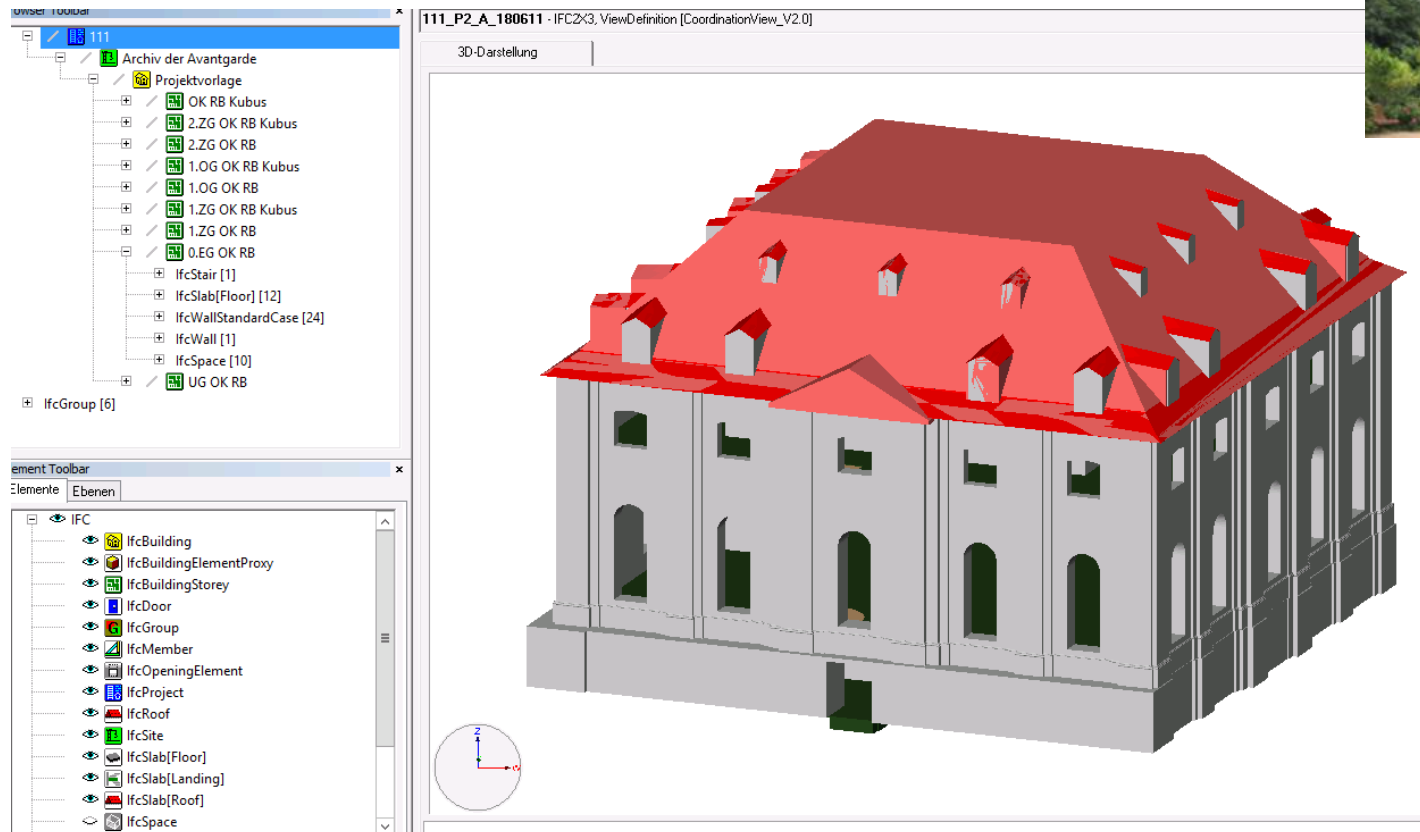 owser Toolbar x
111
Archiv der Avantgarde
Projektvorlage
OK RB Kubus
2.ZG OK RB Kubus
2.ZG OK RB
1.OG OK RB Kubus
1.OG OK RB
1.ZG OK RB Kubus
1.ZG OK RB
0.EG OK RB
IfcStair [1]
IfcSlab[Floor] [12]
IfcWallStandardCase [24]
IfcWall [1]
IfcSpace [10]
UG OK RB
IfcGroup [6]
ement Toolbar x
Elemente Ebenen
IFC
IfcBuilding
IfcBuildingElementProxy
IfcBuildingStorey
IfcDoor
G IfcGroup
IfcMember
IfcOpeningElement
IfcProject
IfcRoof
IfcSite
IfcSlab[Floor]
IfcSlab[Landing]
IfcSlab[Roof]
IfcSpace
111_P2_A_180611 - IFC2X3, ViewDefinition [CoordinationView_V2.0]
3D-Darstellung
Z